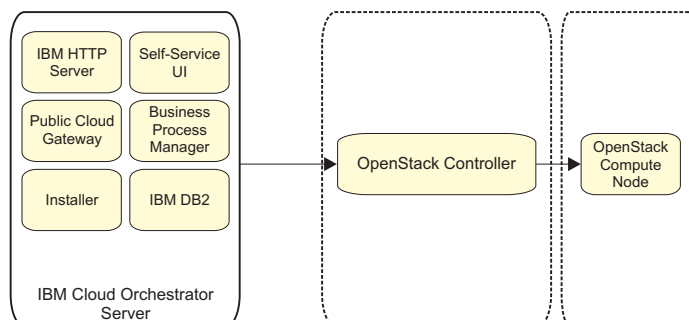 IBM HTTP
Server
Self-Service
UI
Public Cloud
Gateway
Business
Process
Manager
Installer
IBM DB2
IBM Cloud Orchestrator
Server
OpenStack Controller
OpenStack
Compute
Node